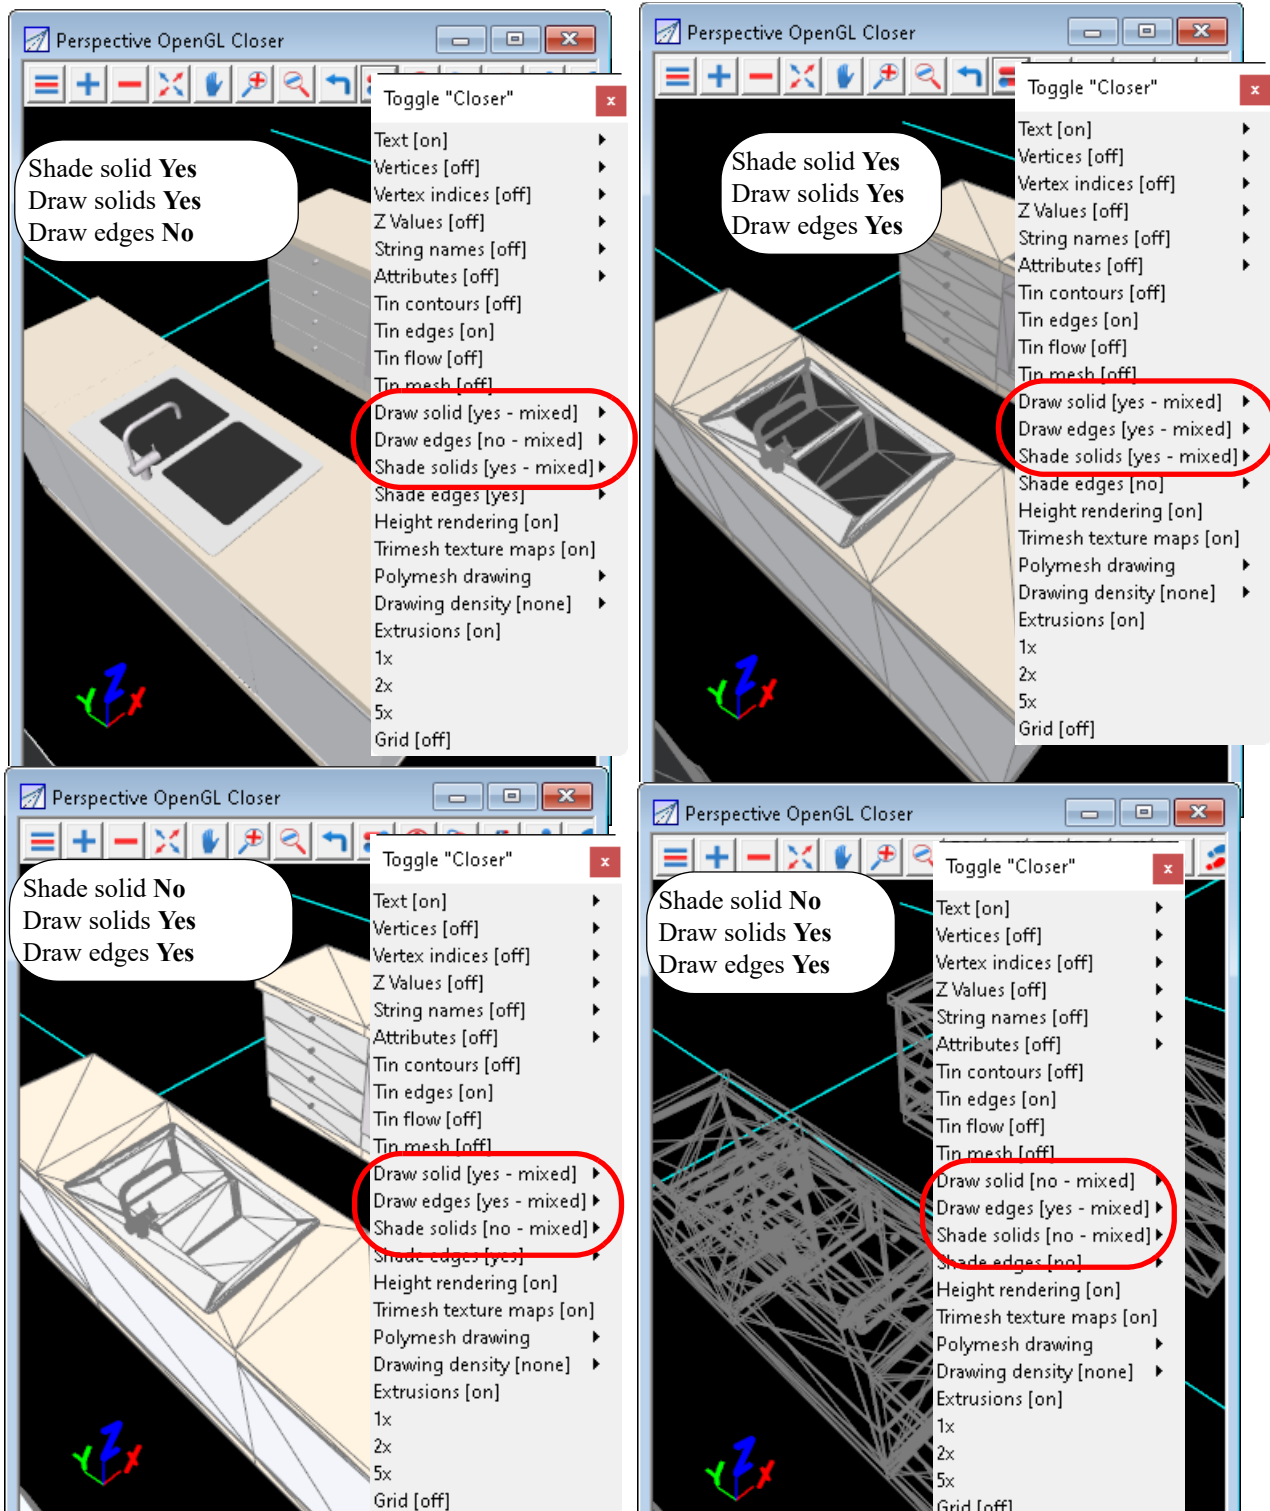 Perspective OpenGL Closer
Toggle "Closer"
x
Shade solid Yes
Draw solids Yes
Draw edges No
Text [on]
Vertices [off]
Vertex indices [off]
Z Values [off]
String names [off]
Attributes [off]
Tin contours [off]
Tin edges [on]
Tin flow [off]
Tin mesh [off]
Draw solid [yes - mixed]
Draw edges [no - mixed]
Shade solids [yes - mixed]
Shade edges [yes]
Height rendering [on]
Trimesh texture maps [on]
Polymesh drawing
Drawing density [none]
Extrusions [on]
1x
2x
5x
Grid [off]
Y Z X
Perspective OpenGL Closer
Toggle "Closer"
x
Shade solid Yes
Draw solids Yes
Draw edges Yes
Text [on]
Vertices [off]
Vertex indices [off]
Z Values [off]
String names [off]
Attributes [off]
Tin contours [off]
Tin edges [on]
Tin flow [off]
Tin mesh [off]
Draw solid [yes - mixed]
Draw edges [yes - mixed]
Shade solids [yes - mixed]
Shade edges [no]
Height rendering [on]
Trimesh texture maps [on]
Polymesh drawing
Drawing density [none]
Extrusions [on]
1x
2x
5x
Grid [off]
Y Z X
Perspective OpenGL Closer
Toggle "Closer"
x
Shade solid No
Draw solids Yes
Draw edges Yes
Text [on]
Vertices [off]
Vertex indices [off]
Z Values [off]
String names [off]
Attributes [off]
Tin contours [off]
Tin edges [on]
Tin flow [off]
Tin mesh [off]
Draw solid [yes - mixed]
Draw edges [yes - mixed]
Shade solids [no - mixed]
Shade edges [yes]
Height rendering [on]
Trimesh texture maps [on]
Polymesh drawing
Drawing density [none]
Extrusions [on]
1x
2x
5x
Grid [off]
Y Z X
Perspective OpenGL Closer
Toggle "Closer"
x
Shade solid No
Draw solids Yes
Draw edges Yes
Text [on]
Vertices [off]
Vertex indices [off]
Z Values [off]
String names [off]
Attributes [off]
Tin contours [off]
Tin edges [on]
Tin flow [off]
Tin mesh [off]
Draw solid [no - mixed]
Draw edges [yes - mixed]
Shade solids [no - mixed]
Shade edges [no]
Height rendering [on]
Trimesh texture maps [on]
Polymesh drawing
Drawing density [none]
Extrusions [on]
1x
2x
5x
Grid [off]
Y Z X